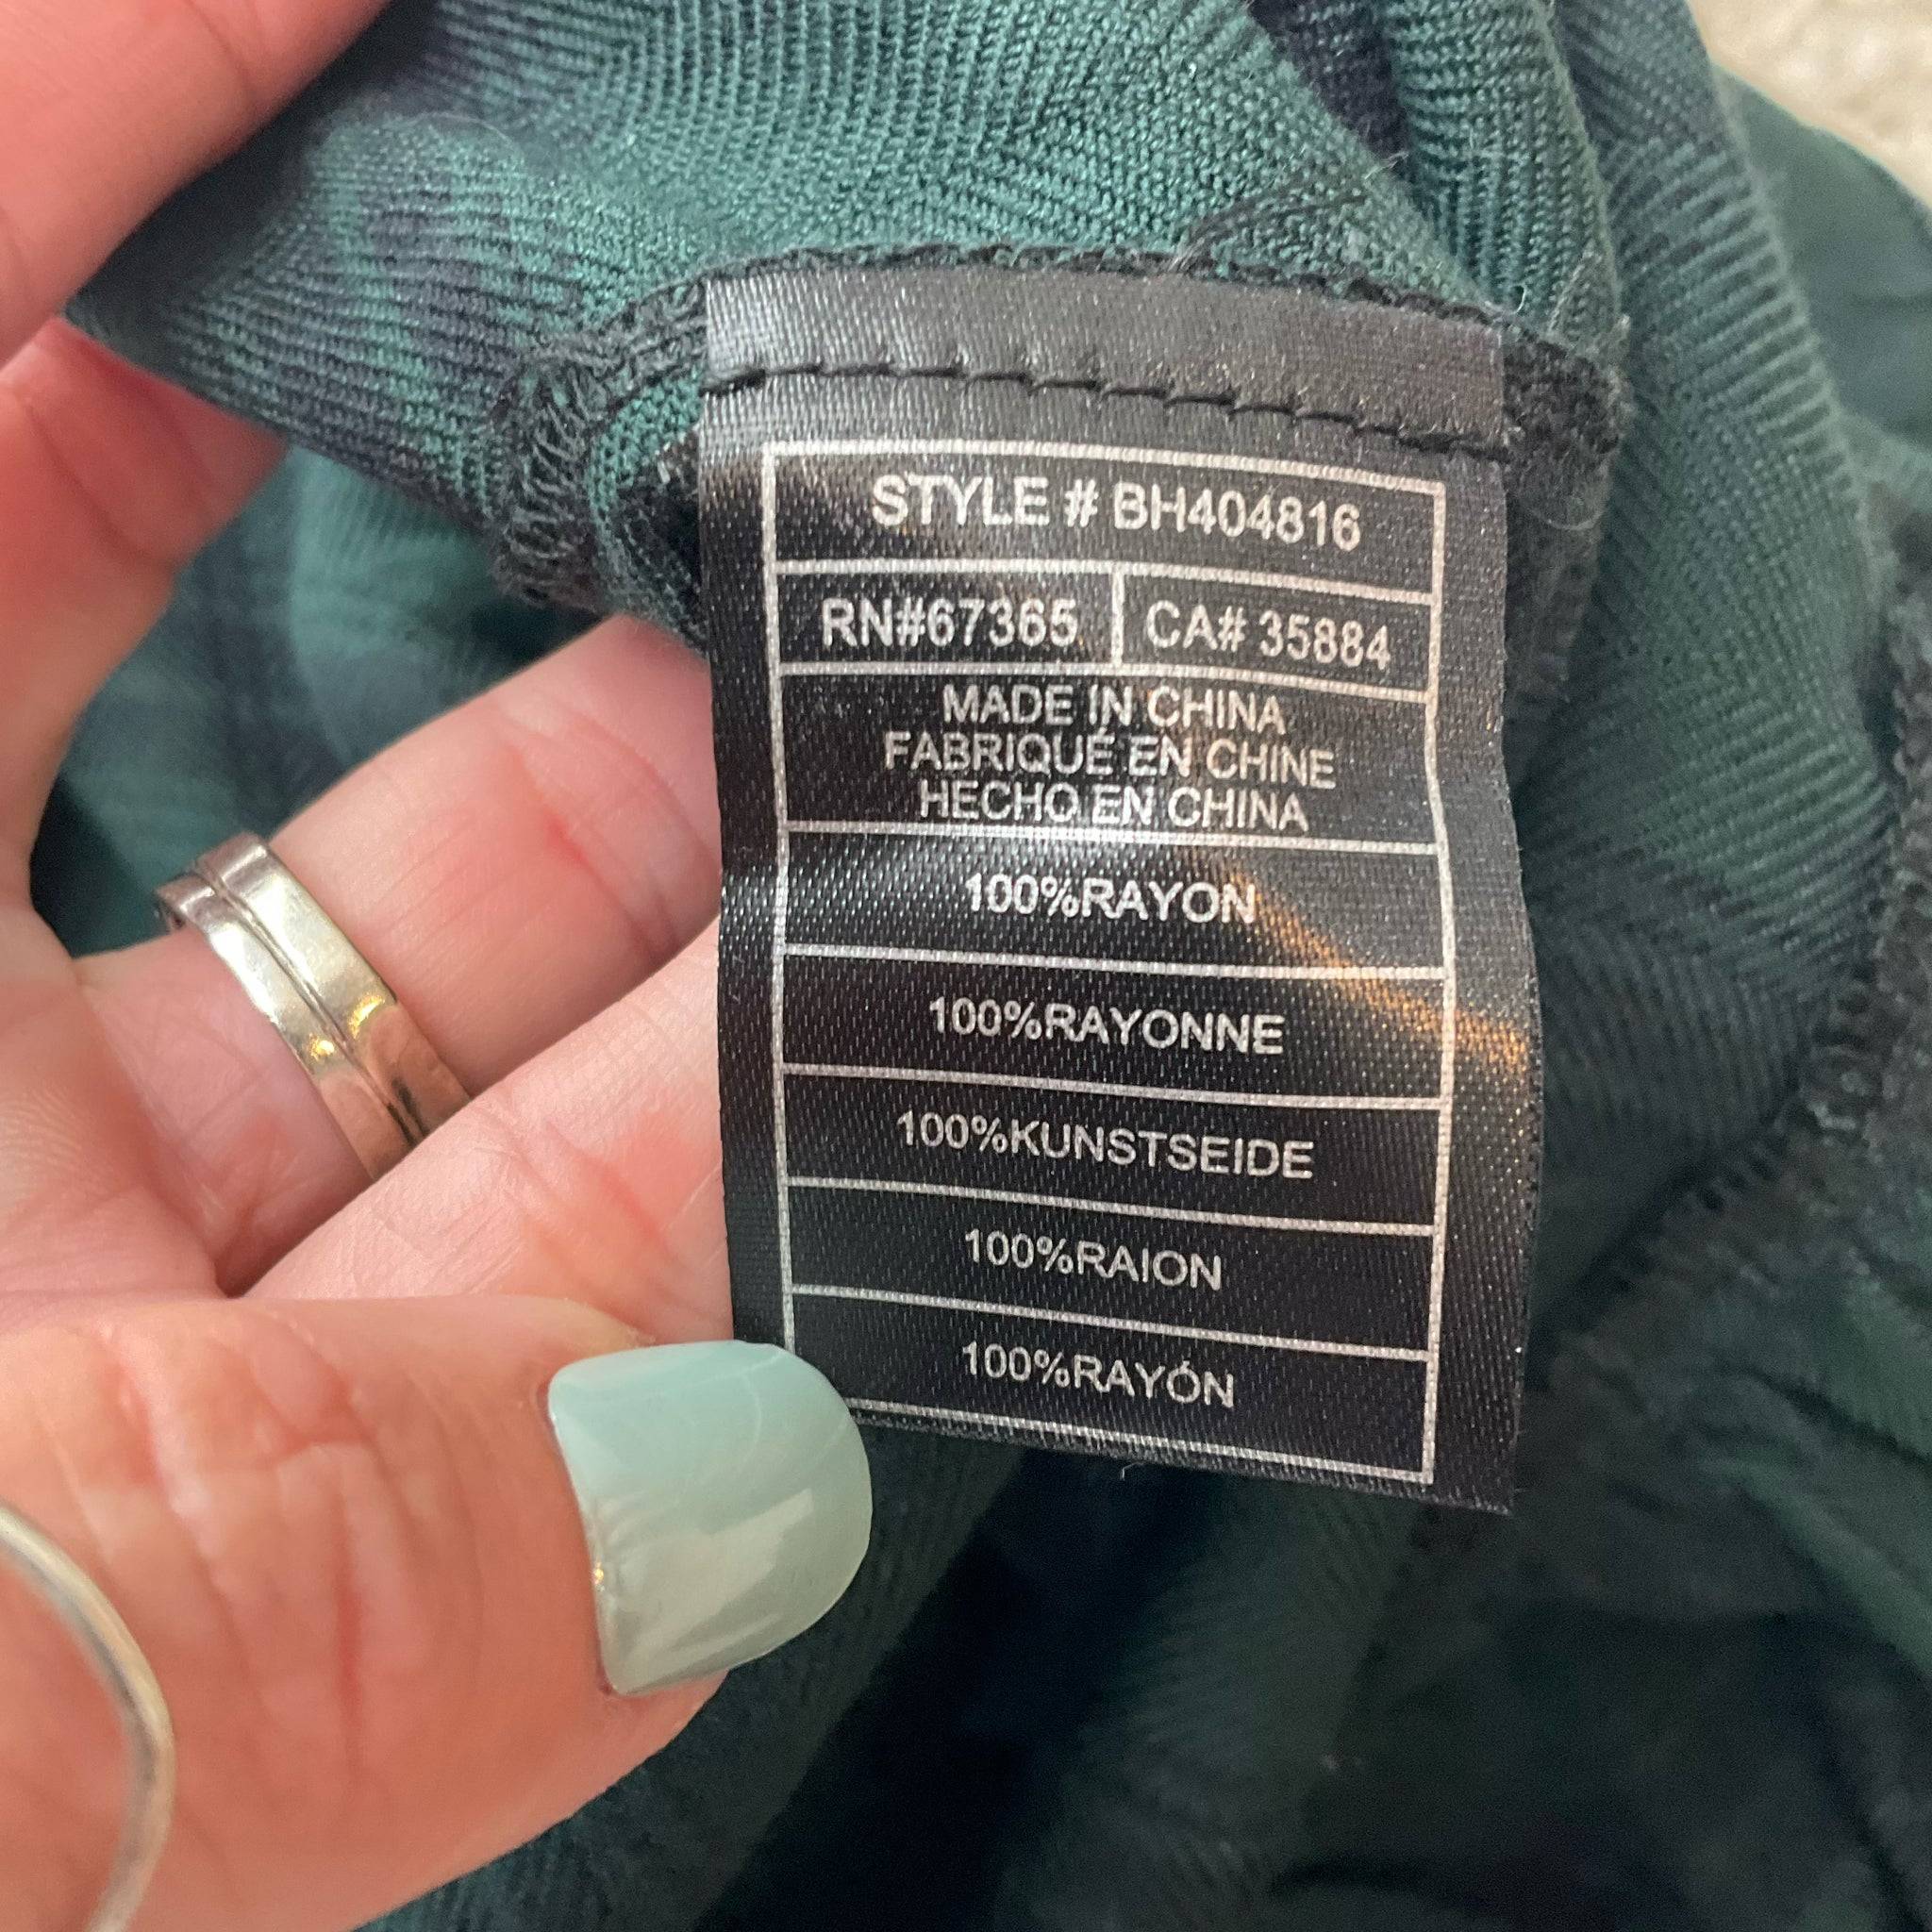 STYLE # BH404816
RN#67365 CA# 35884
MADE IN CHINA
FABRIQUÉ EN CHINE
HECHO EN CHINA
100%RAYON
100%RAYONNE
100%KUNSTSEIDE
100%RAION
100%RAYÓN